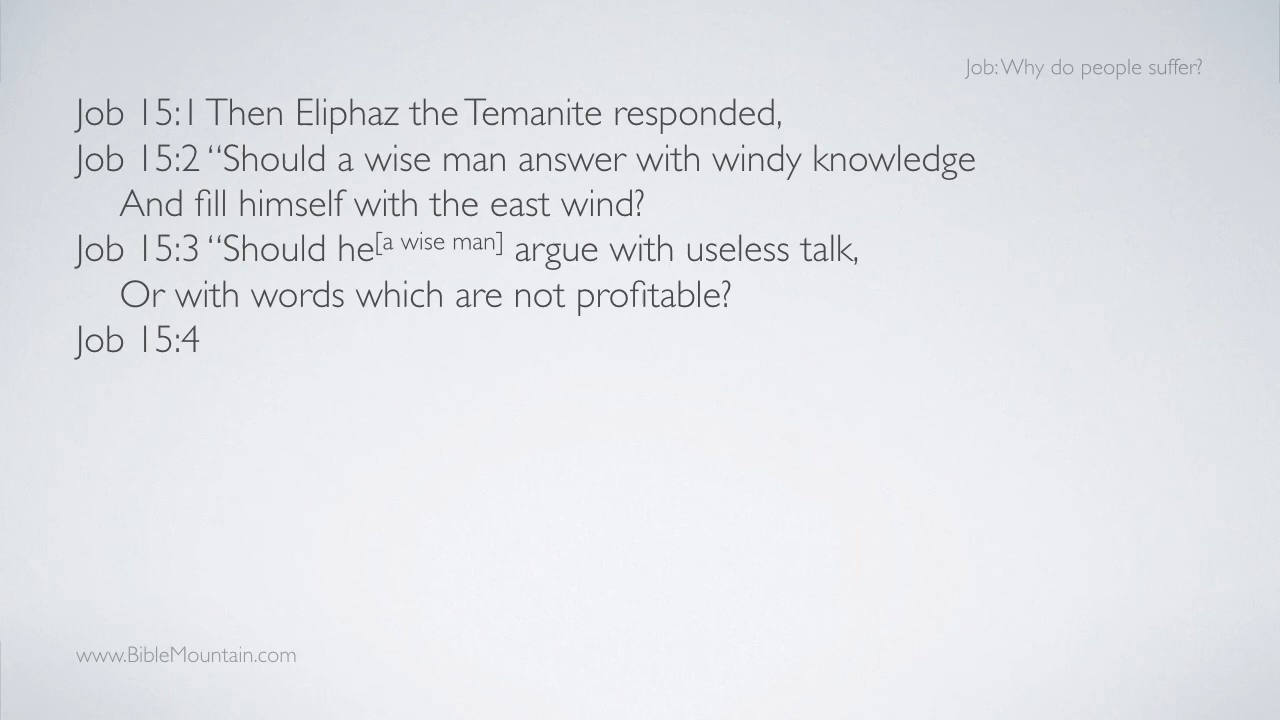 Job: Why do people suffer?
Job 15:1 Then Eliphaz the Temanite responded,
Job 15:2 “Should a wise man answer with windy knowledge
And fill himself with the east wind?
Job 15:3 “Should he[a wise man] argue with useless talk,
Or with words which are not profitable?
Job 15:4
www.BibleMountain.com